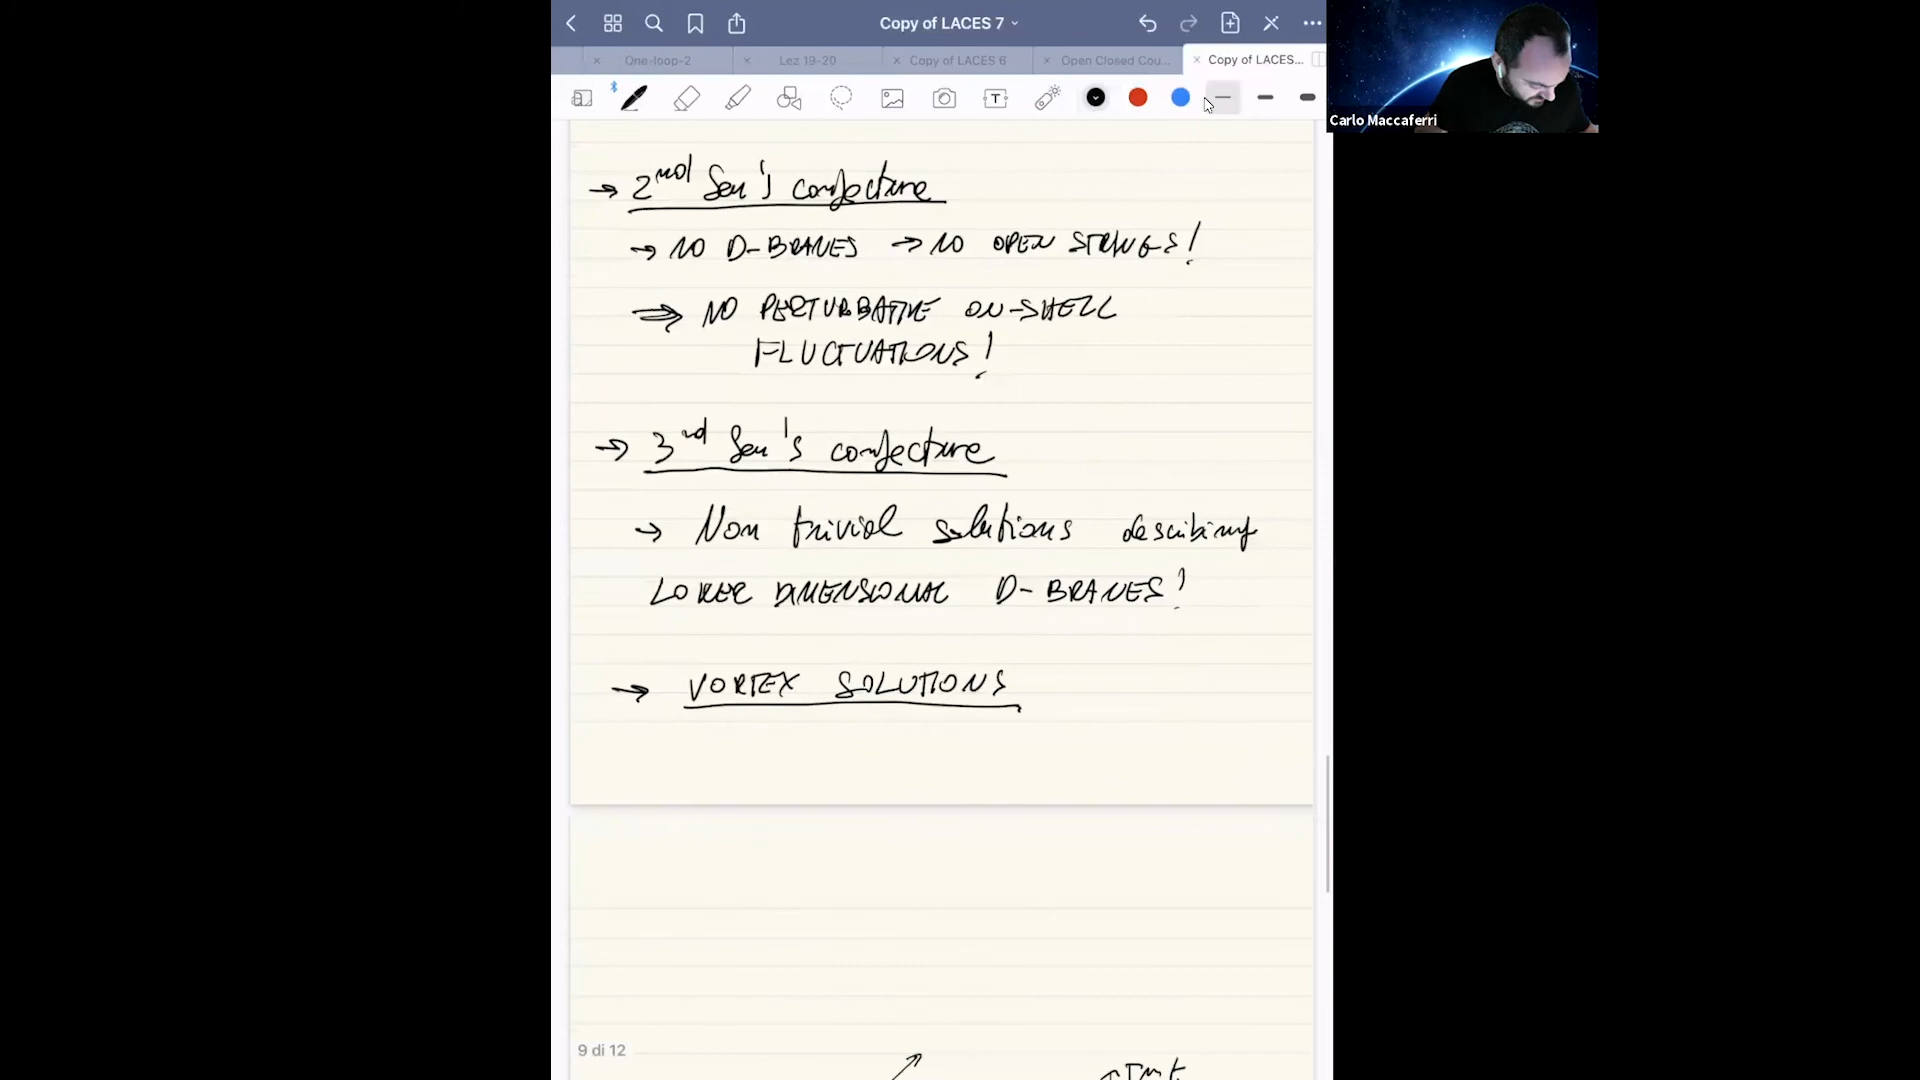 Copy of LACES 7
One-loop-2
Lez 19-20
Copy of LACES 6
Open Closed Cou...
Copy of LACES...
Carlo Maccaferri
→ 2nd Sen's conjecture
→ NO D-BRANES → NO OPEN STRINGS!
⇒ NO PERTURBATIVE ON-SHELL
FLUCTUATIONS!
→ 3rd Sen's conjecture
→ Non trivial solutions describing
LOWER DIMENSIONAL D-BRANES!
→ VORTEX SOLUTIONS
9 di 12